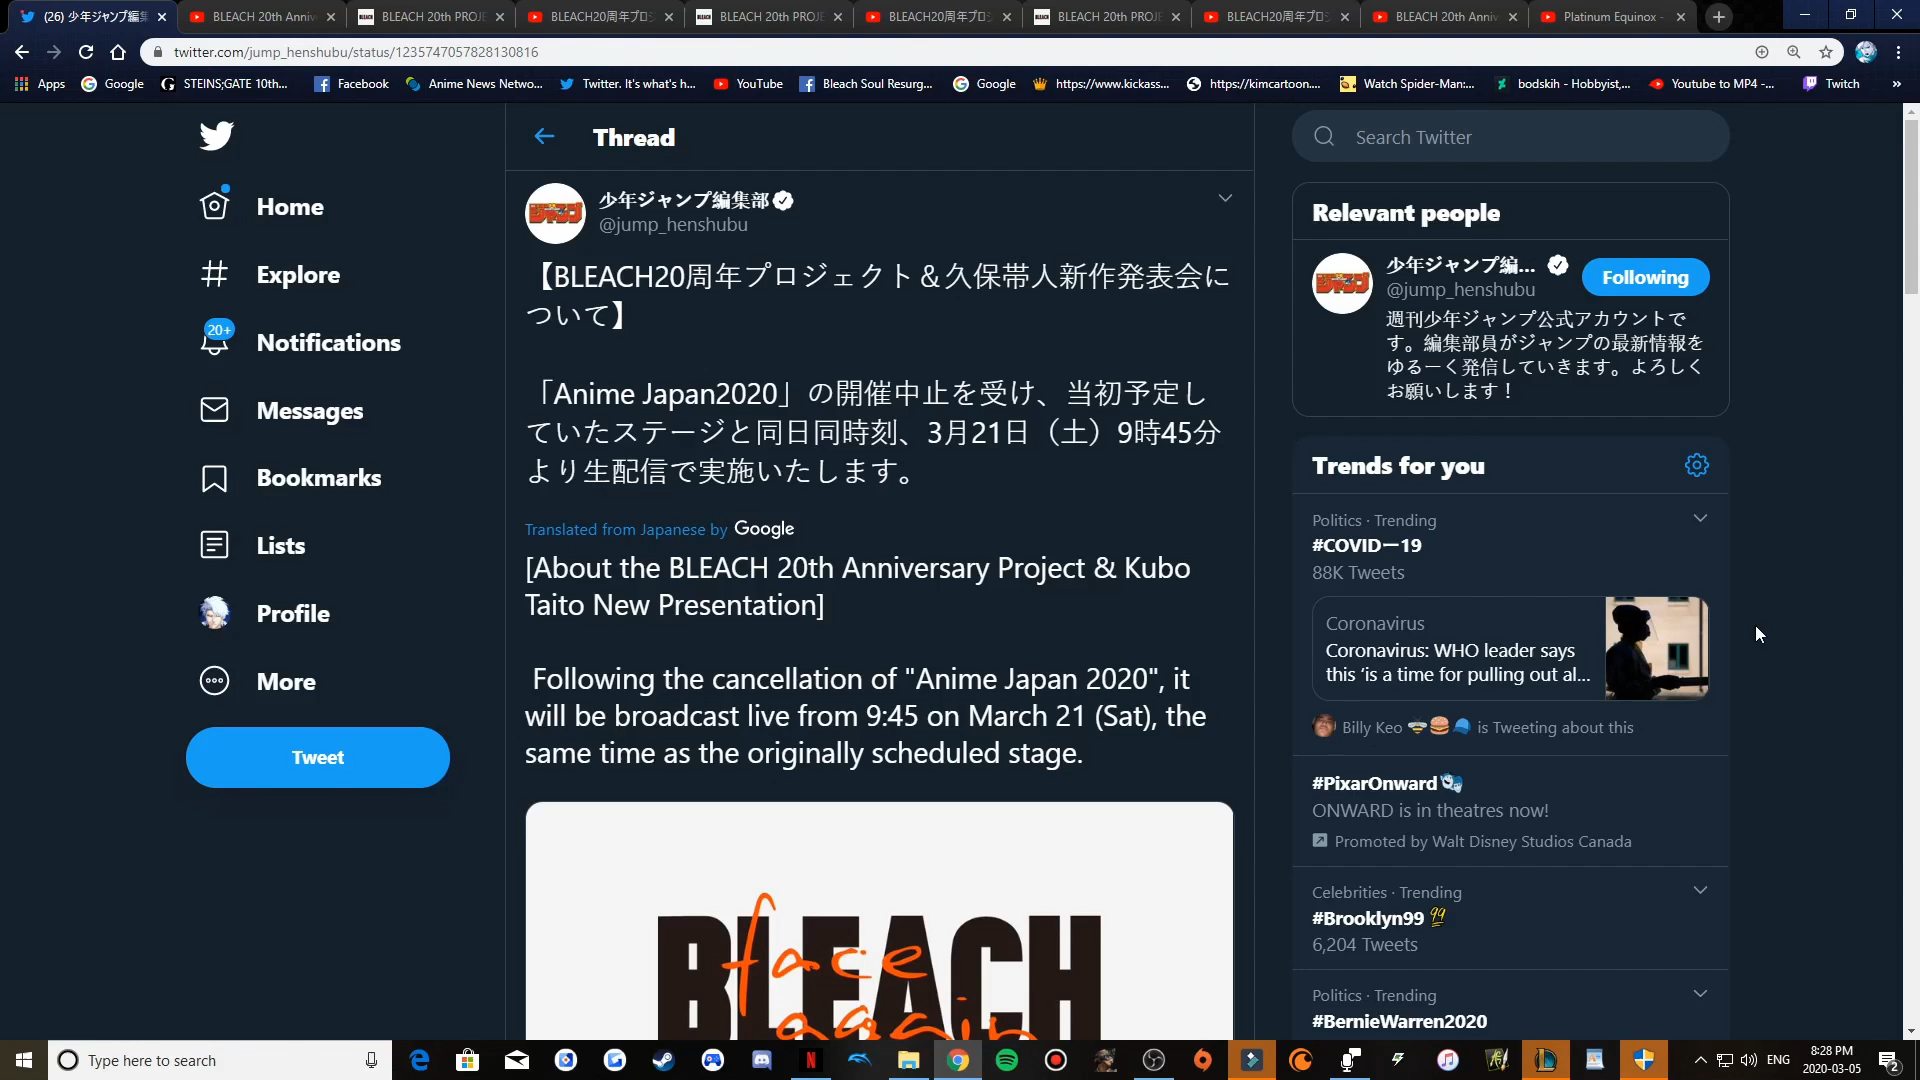 (26) 少年ジャンプ編集
BLEACH 20th Anniv
BLEACH 20th PROJE
BLEACH20周年プロジ
BLEACH 20th PROJE
BLEACH20周年プロジ
BLEACH 20th PROJE
BLEACH20周年プロジ
BLEACH 20th Anniv
Platinum Equinox -
twitter.com/jump_henshubu/status/1235747057828130816
Apps
Google
STEINS;GATE 10th...
Facebook
Anime News Netwo...
Twitter. It's what's h...
YouTube
Bleach Soul Resurg...
Google
https://www.kickass...
https://kimcartoon....
Watch Spider-Man:...
bodskih - Hobbyist,...
Youtube to MP4 -...
Twitch
»
Home
Explore
20+
Notifications
Messages
Bookmarks
Lists
Profile
More
Tweet
Thread
少年ジャンプ編集部
@jump_henshubu
【BLEACH20周年プロジェクト＆久保帯人新作発表会に
ついて】
「Anime Japan2020」の開催中止を受け、当初予定し
ていたステージと同日同時刻、3月21日（土）9時45分
より生配信で実施いたします。
Translated from Japanese by Google
[About the BLEACH 20th Anniversary Project & Kubo
Taito New Presentation]
Following the cancellation of "Anime Japan 2020", it
will be broadcast live from 9:45 on March 21 (Sat), the
same time as the originally scheduled stage.
BLEACH
face
again
Search Twitter
Relevant people
少年ジャンプ編...
@jump_henshubu
Following
週刊少年ジャンプ公式アカウントで
す。編集部員がジャンプの最新情報を
ゆるーく発信していきます。よろしく
お願いします！
Trends for you
Politics · Trending
#COVIDー19
88K Tweets
Coronavirus
Coronavirus: WHO leader says
this ‘is a time for pulling out al...
Billy Keo is Tweeting about this
#PixarOnward
ONWARD is in theatres now!
Promoted by Walt Disney Studios Canada
Celebrities · Trending
#Brooklyn99
6,204 Tweets
Politics · Trending
#BernieWarren2020
Type here to search
ENG
8:28 PM
2020-03-05
2